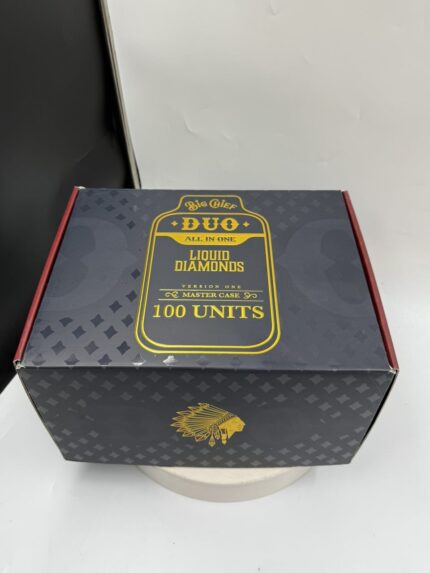 Big Chief
DUO
ALL IN ONE
LIQUID
DIAMONDS
VERSION ONE
MASTER CASE
100 UNITS